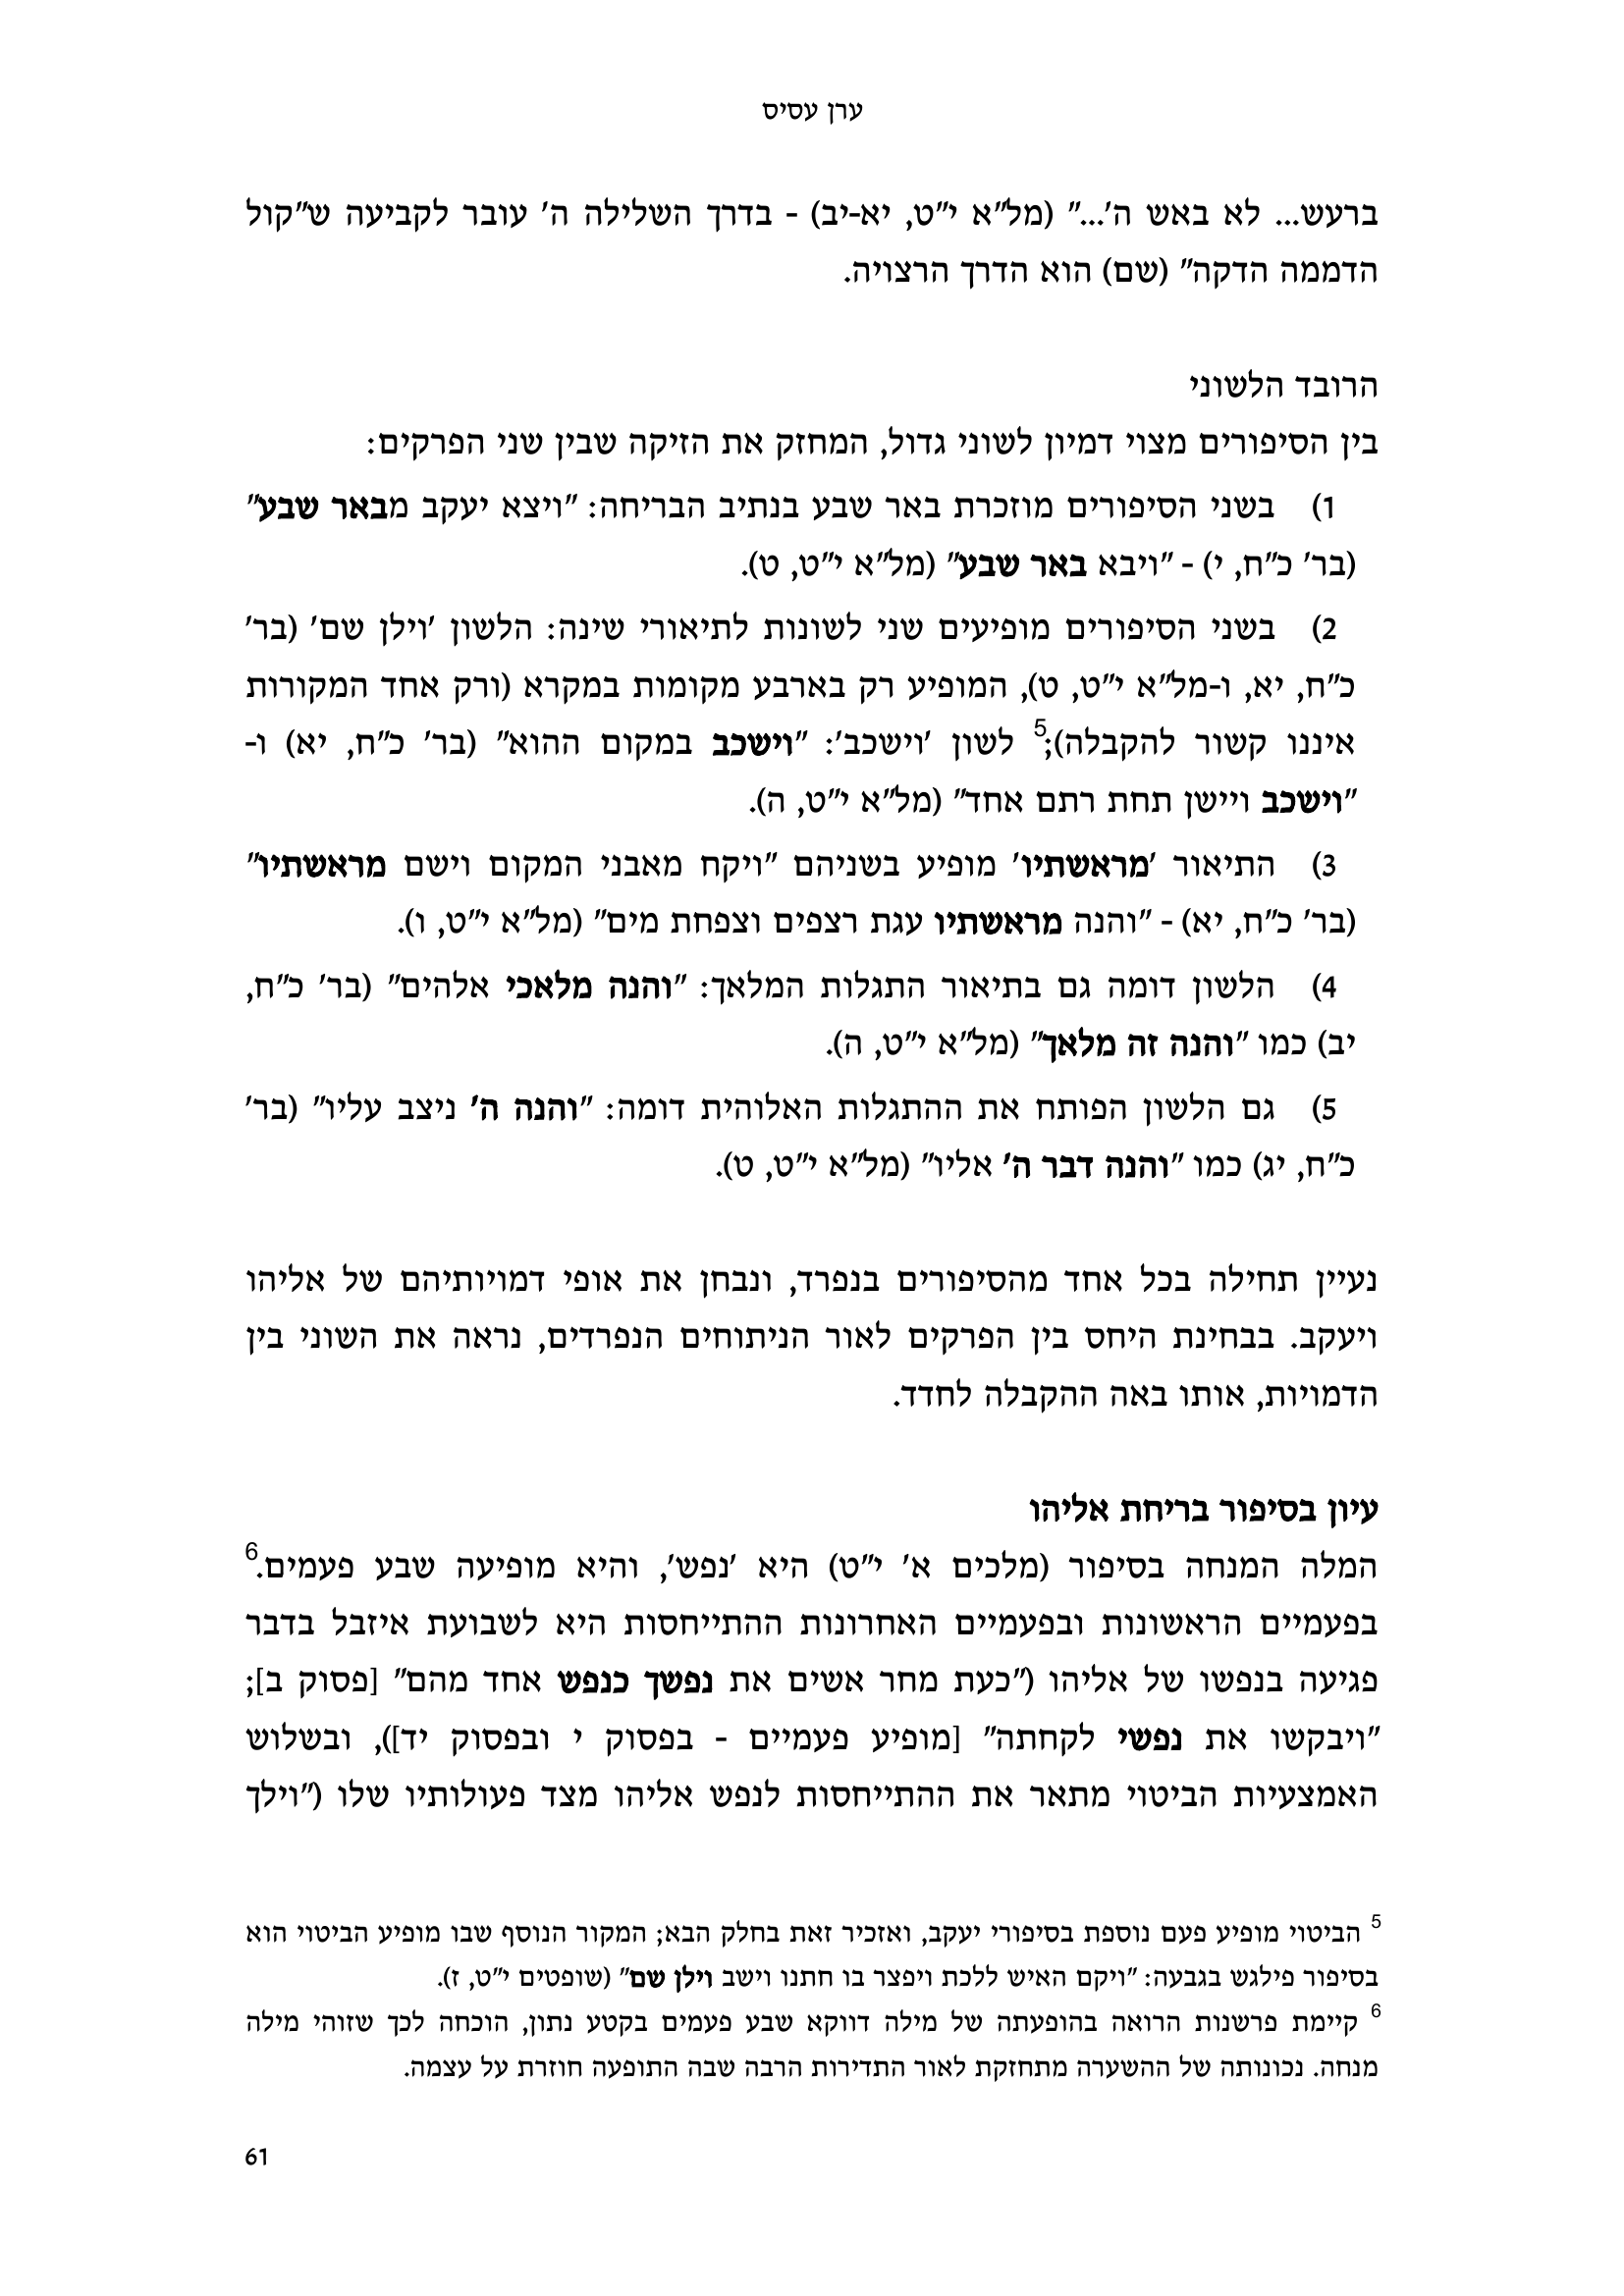 ערן עסיס
ברעש... לא באש ה'..." (מל"א י"ט, יא-יב) - בדרך השלילה ה' עובר לקביעה ש"קול
הדממה הדקה" (שם) הוא הדרך הרצויה.
הרובד הלשוני
בין הסיפורים מצוי דמיון לשוני גדול, המחזק את הזיקה שבין שני הפרקים:
1) בשני הסיפורים מוזכרת באר שבע בנתיב הבריחה: "ויצא יעקב מבאר שבע"
(בר' כ"ח, י) - "ויבא באר שבע" (מל"א י"ט, ט).
2) בשני הסיפורים מופיעים שני לשונות לתיאורי שינה: הלשון 'וילן שם' (בר'
כ"ח, יא, ו-מל"א י"ט, ט), המופיע רק בארבע מקומות במקרא (ורק אחד המקורות
איננו קשור להקבלה);5 לשון 'וישכב': "וישכב במקום ההוא" (בר' כ"ח, יא) ו-
"וישכב ויישן תחת רתם אחד" (מל"א י"ט, ה).
3) התיאור 'מראשתיו' מופיע בשניהם "ויקח מאבני המקום וישם מראשתיו"
(בר' כ"ח, יא) - "והנה מראשתיו עגת רצפים וצפחת מים" (מל"א י"ט, ו).
4) הלשון דומה גם בתיאור התגלות המלאך: "והנה מלאכי אלהים" (בר' כ"ח,
יב) כמו "והנה זה מלאך" (מל"א י"ט, ה).
5) גם הלשון הפותח את ההתגלות האלוהית דומה: "והנה ה' ניצב עליו" (בר'
כ"ח, יג) כמו "והנה דבר ה' אליו" (מל"א י"ט, ט).
נעיין תחילה בכל אחד מהסיפורים בנפרד, ונבחן את אופי דמויותיהם של אליהו
ויעקב. בבחינת היחס בין הפרקים לאור הניתוחים הנפרדים, נראה את השוני בין
הדמויות, אותו באה ההקבלה לחדד.
עיון בסיפור בריחת אליהו
המלה המנחה בסיפור (מלכים א' י"ט) היא 'נפש', והיא מופיעה שבע פעמים.6
בפעמיים הראשונות ובפעמיים האחרונות ההתייחסות היא לשבועת איזבל בדבר
פגיעה בנפשו של אליהו ("כעת מחר אשים את נפשך כנפש אחד מהם" [פסוק ב];
"ויבקשו את נפשי לקחתה" [מופיע פעמיים - בפסוק י ובפסוק יד]), ובשלוש
האמצעיות הביטוי מתאר את ההתייחסות לנפש אליהו מצד פעולותיו שלו ("וילך
5 הביטוי מופיע פעם נוספת בסיפורי יעקב, ואזכיר זאת בחלק הבא; המקור הנוסף שבו מופיע הביטוי הוא
בסיפור פילגש בגבעה: "ויקם האיש ללכת ויפצר בו חתנו וישב וילן שם" (שופטים י"ט, ז).
6 קיימת פרשנות הרואה בהופעתה של מילה דווקא שבע פעמים בקטע נתון, הוכחה לכך שזוהי מילה
מנחה. נכונותה של ההשערה מתחזקת לאור התדירות הרבה שבה התופעה חוזרת על עצמה.
61